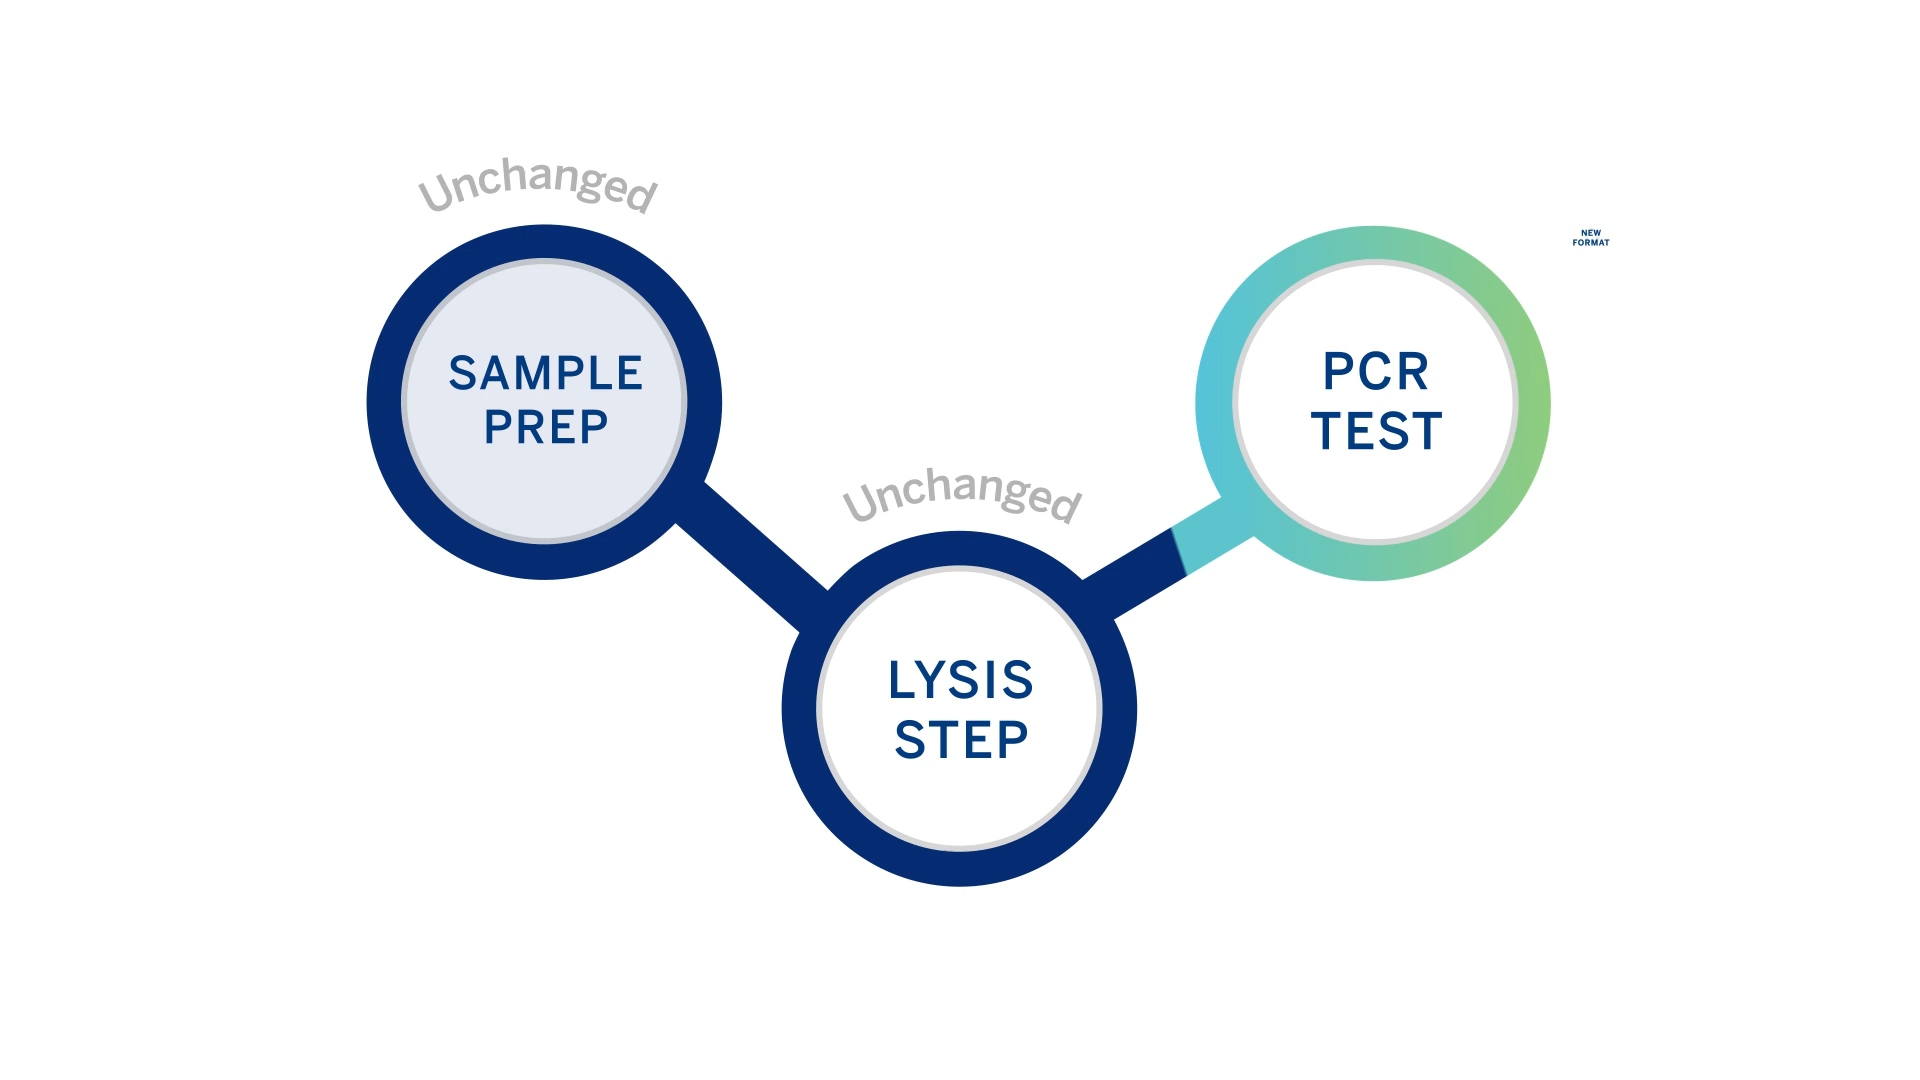 Unchanged
SAMPLE
PREP
Unchanged
LYSIS
STEP
PCR
TEST
NEW
FORMAT